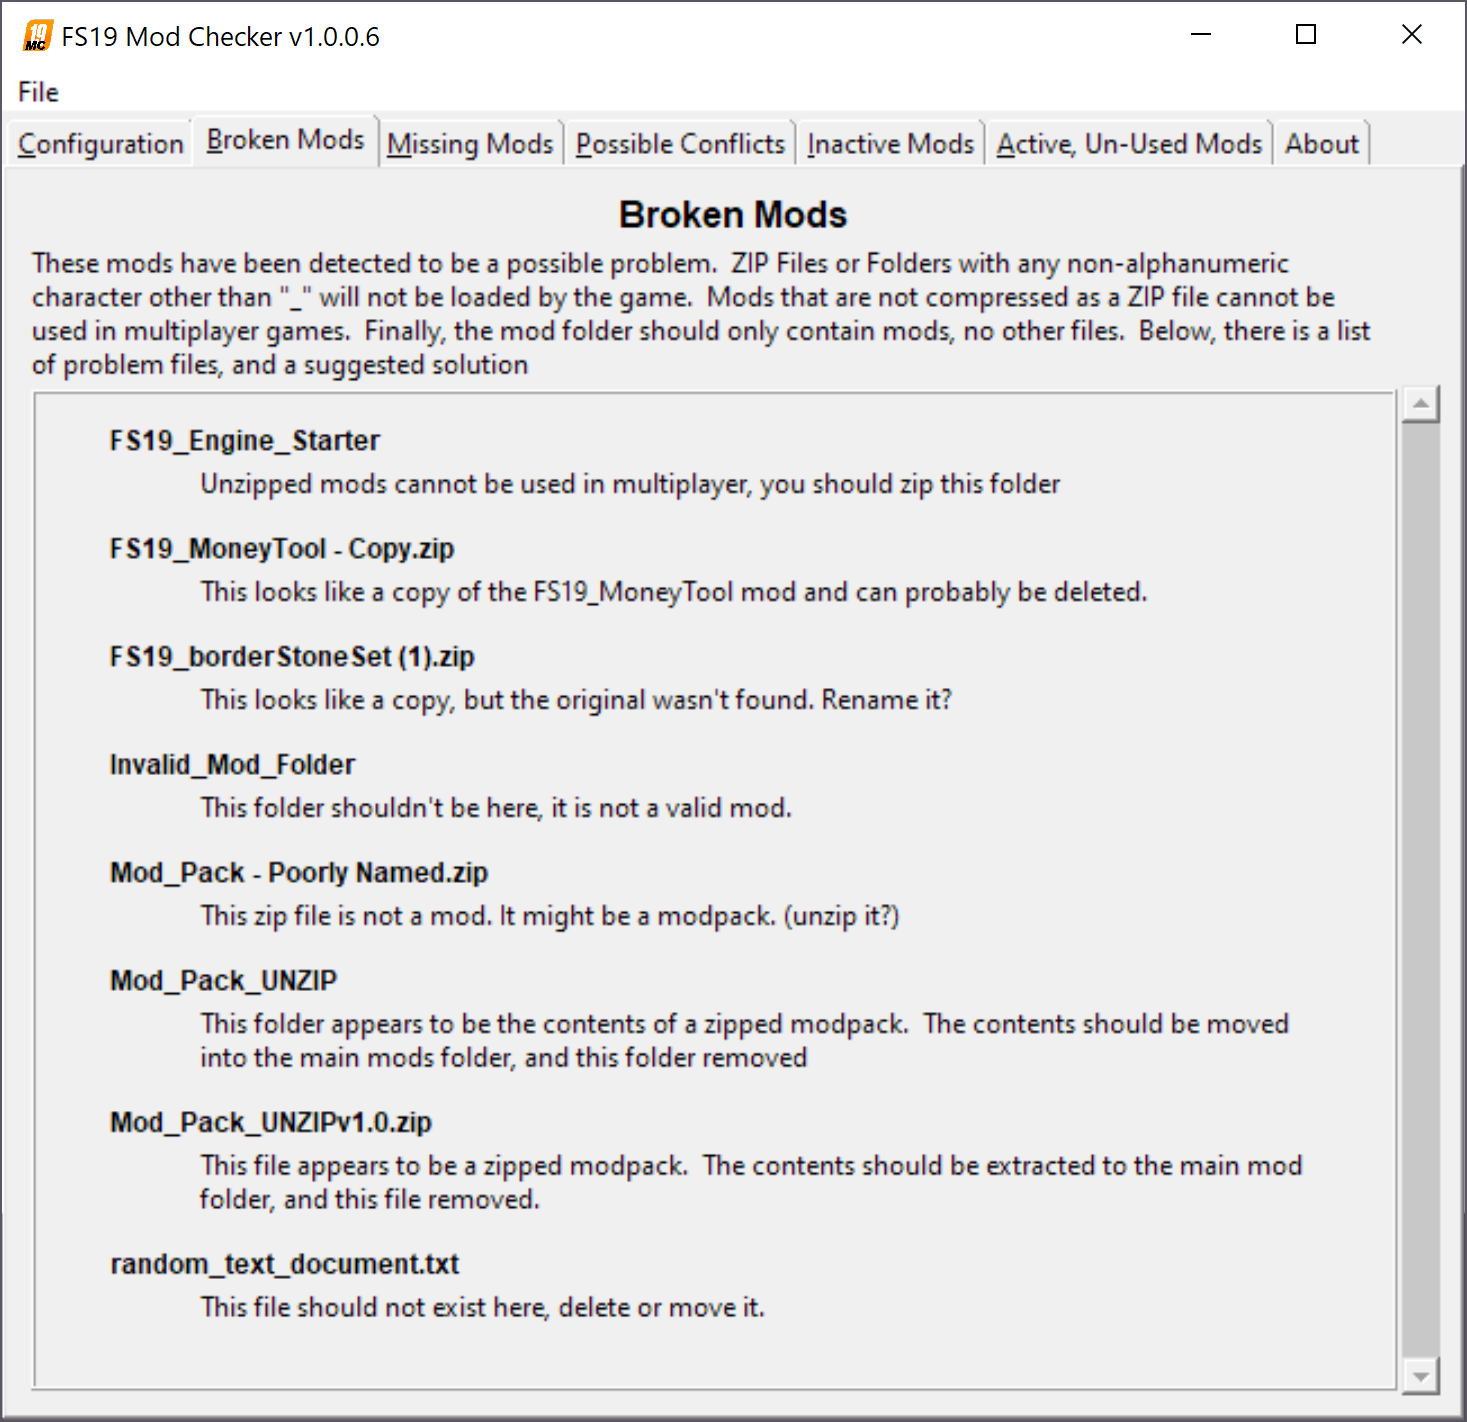 19
MC
FS19 Mod Checker v1.0.0.6
File
Configuration
Broken Mods
Missing Mods
Possible Conflicts
Inactive Mods
Active, Un-Used Mods
About
Broken Mods
These mods have been detected to be a possible problem.  ZIP Files or Folders with any non-alphanumeric
character other than "_" will not be loaded by the game.  Mods that are not compressed as a ZIP file cannot be
used in multiplayer games.  Finally, the mod folder should only contain mods, no other files.  Below, there is a list
of problem files, and a suggested solution
FS19_Engine_Starter
Unzipped mods cannot be used in multiplayer, you should zip this folder
FS19_MoneyTool - Copy.zip
This looks like a copy of the FS19_MoneyTool mod and can probably be deleted.
FS19_borderStoneSet (1).zip
This looks like a copy, but the original wasn't found. Rename it?
Invalid_Mod_Folder
This folder shouldn't be here, it is not a valid mod.
Mod_Pack - Poorly Named.zip
This zip file is not a mod. It might be a modpack. (unzip it?)
Mod_Pack_UNZIP
This folder appears to be the contents of a zipped modpack.  The contents should be moved
into the main mods folder, and this folder removed
Mod_Pack_UNZIPv1.0.zip
This file appears to be a zipped modpack.  The contents should be extracted to the main mod
folder, and this file removed.
random_text_document.txt
This file should not exist here, delete or move it.